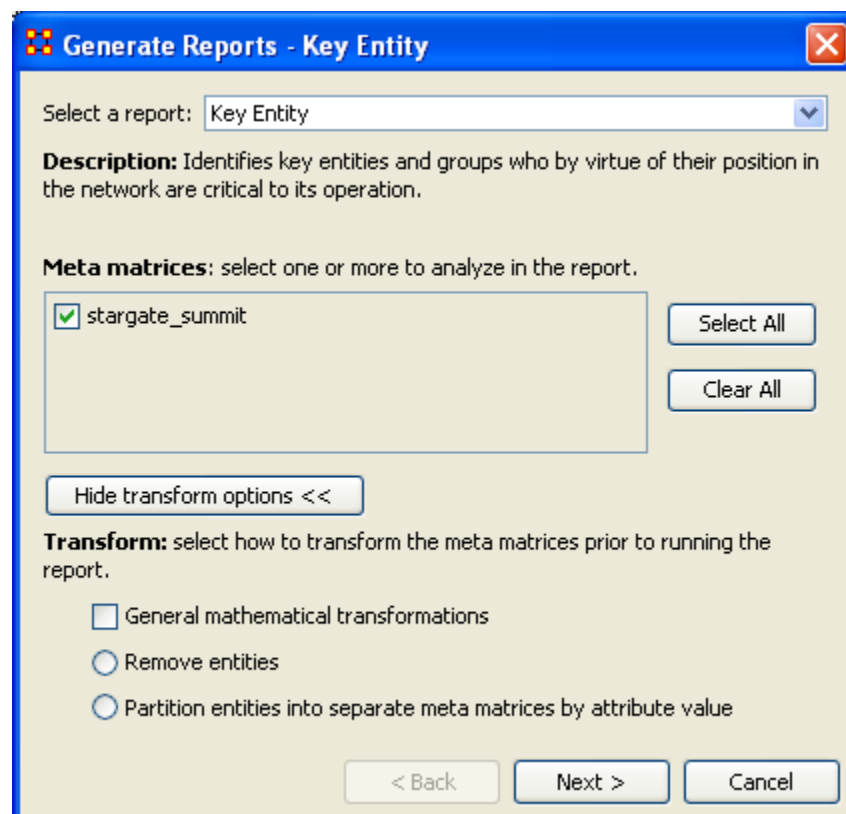 Generate Reports - Key Entity
Select a report: Key Entity
Description: Identifies key entities and groups who by virtue of their position in
the network are critical to its operation.
Meta matrices: select one or more to analyze in the report.
stargate_summit
Select All
Clear All
Hide transform options <<
Transform: select how to transform the meta matrices prior to running the
report.
General mathematical transformations
Remove entities
Partition entities into separate meta matrices by attribute value
< Back
Next >
Cancel